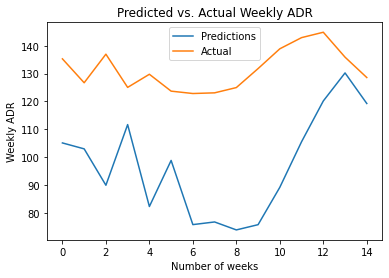 Predicted vs. Actual Weekly ADR
Predictions
Actual
140
130
120
110
100
90
80
Weekly ADR
0 2 4 6 8 10 12 14
Number of weeks